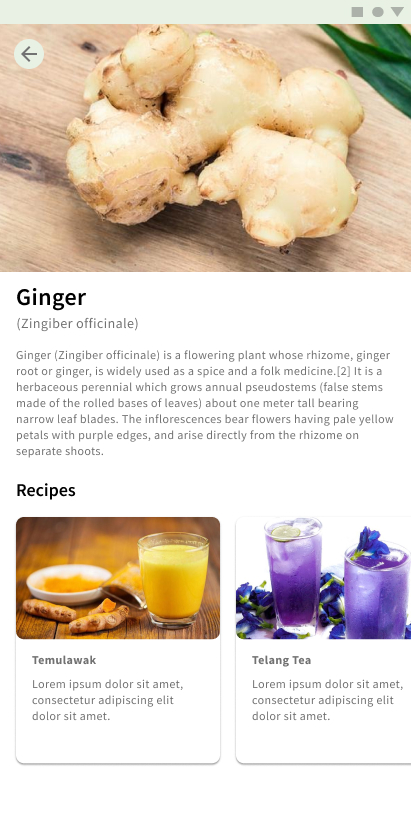 Ginger
(Zingiber officinale)
Ginger (Zingiber officinale) is a flowering plant whose rhizome, ginger
root or ginger, is widely used as a spice and a folk medicine.[2] It is a
herbaceous perennial which grows annual pseudostems (false stems
made of the rolled bases of leaves) about one meter tall bearing
narrow leaf blades. The inflorescences bear flowers having pale yellow
petals with purple edges, and arise directly from the rhizome on
separate shoots.
Recipes
Temulawak
Lorem ipsum dolor sit amet,
consectetur adipiscing elit
dolor sit amet.
Telang Tea
Lorem ipsum dolor sit amet,
consectetur adipiscing elit
dolor sit amet.